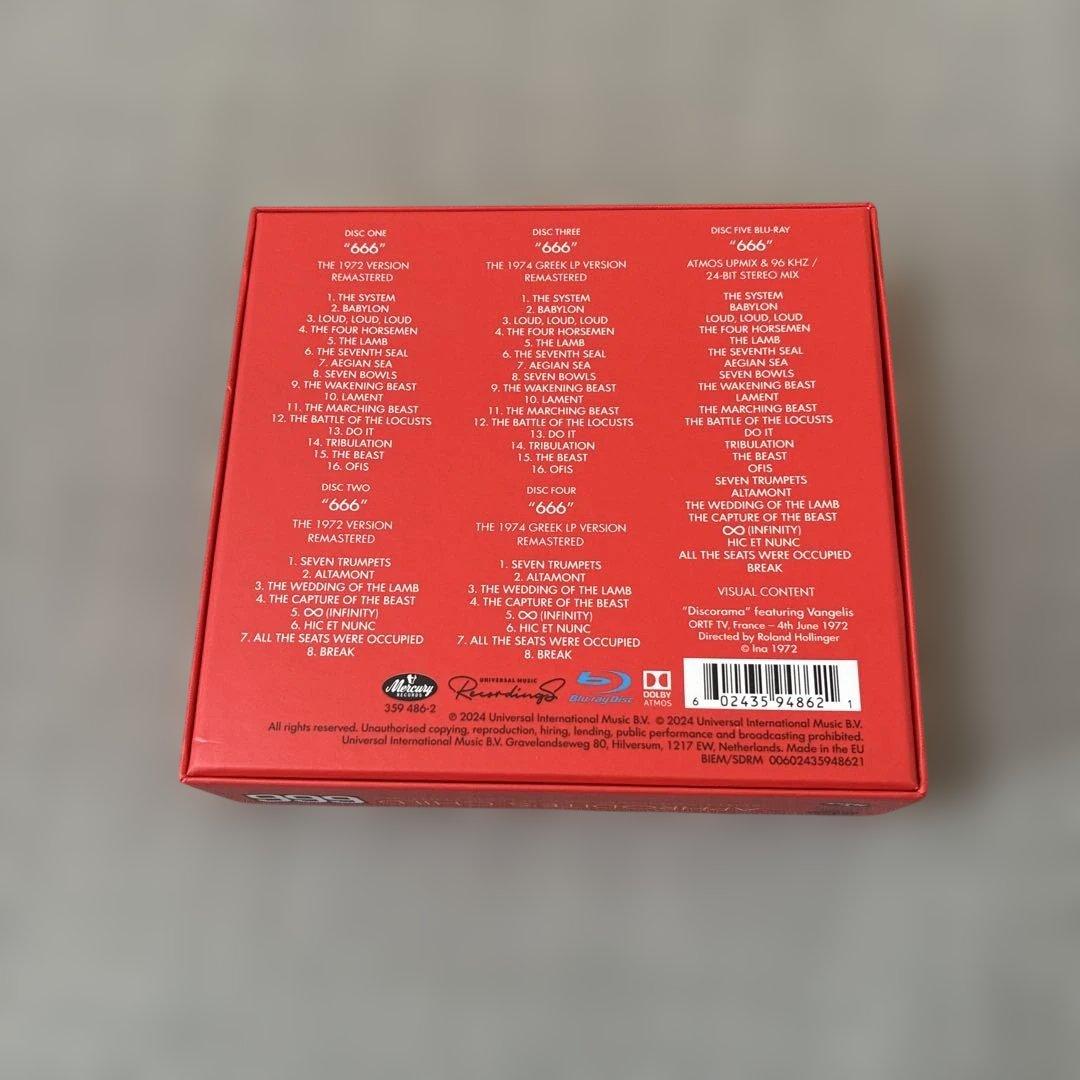 DISC ONE
"666"
THE 1972 VERSION
REMASTERED
1. THE SYSTEM
2. BABYLON
3. LOUD, LOUD, LOUD
4. THE FOUR HORSEMEN
5. THE LAMB
6. THE SEVENTH SEAL
7. AEGIAN SEA
8. SEVEN BOWLS
9. THE WAKENING BEAST
10. LAMENT
11. THE MARCHING BEAST
12. THE BATTLE OF THE LOCUSTS
13. DO IT
14. TRIBULATION
15. THE BEAST
16. OFIS
DISC TWO
"666"
THE 1972 VERSION
REMASTERED
1. SEVEN TRUMPETS
2. ALTAMONT
3. THE WEDDING OF THE LAMB
4. THE CAPTURE OF THE BEAST
5. ∞ (INFINITY)
6. HIC ET NUNC
7. ALL THE SEATS WERE OCCUPIED
8. BREAK
DISC THREE
"666"
THE 1974 GREEK LP VERSION
REMASTERED
1. THE SYSTEM
2. BABYLON
3. LOUD, LOUD, LOUD
4. THE FOUR HORSEMEN
5. THE LAMB
6. THE SEVENTH SEAL
7. AEGIAN SEA
8. SEVEN BOWLS
9. THE WAKENING BEAST
10. LAMENT
11. THE MARCHING BEAST
12. THE BATTLE OF THE LOCUSTS
13. DO IT
14. TRIBULATION
15. THE BEAST
16. OFIS
DISC FOUR
"666"
THE 1974 GREEK LP VERSION
REMASTERED
1. SEVEN TRUMPETS
2. ALTAMONT
3. THE WEDDING OF THE LAMB
4. THE CAPTURE OF THE BEAST
5. ∞ (INFINITY)
6. HIC ET NUNC
7. ALL THE SEATS WERE OCCUPIED
8. BREAK
DISC FIVE BLU-RAY
"666"
ATMOS UPMIX & 96 KHZ /
24-BIT STEREO MIX
THE SYSTEM
BABYLON
LOUD, LOUD, LOUD
THE FOUR HORSEMEN
THE LAMB
THE SEVENTH SEAL
AEGIAN SEA
SEVEN BOWLS
THE WAKENING BEAST
LAMENT
THE MARCHING BEAST
THE BATTLE OF THE LOCUSTS
DO IT
TRIBULATION
THE BEAST
OFIS
SEVEN TRUMPETS
ALTAMONT
THE WEDDING OF THE LAMB
THE CAPTURE OF THE BEAST
∞ (INFINITY)
HIC ET NUNC
ALL THE SEATS WERE OCCUPIED
BREAK
VISUAL CONTENT
"Discorama" featuring Vangelis
ORTF TV, France – 4th June 1972
Directed by Roland Hollinger
© Ina 1972
Mercury
RECORDS
359 486-2
UNIVERSAL MUSIC
Recordings
Blu-ray Disc
DOLBY
ATMOS
6 02435 94862 1
℗ 2024 Universal International Music B.V. © 2024 Universal International Music B.V.
All rights reserved. Unauthorised copying, reproduction, hiring, lending, public performance and broadcasting prohibited.
Universal International Music B.V. Gravelandseweg 80, Hilversum, 1217 EW, Netherlands. Made in the EU
BIEM/SDRM 00602435948621
666